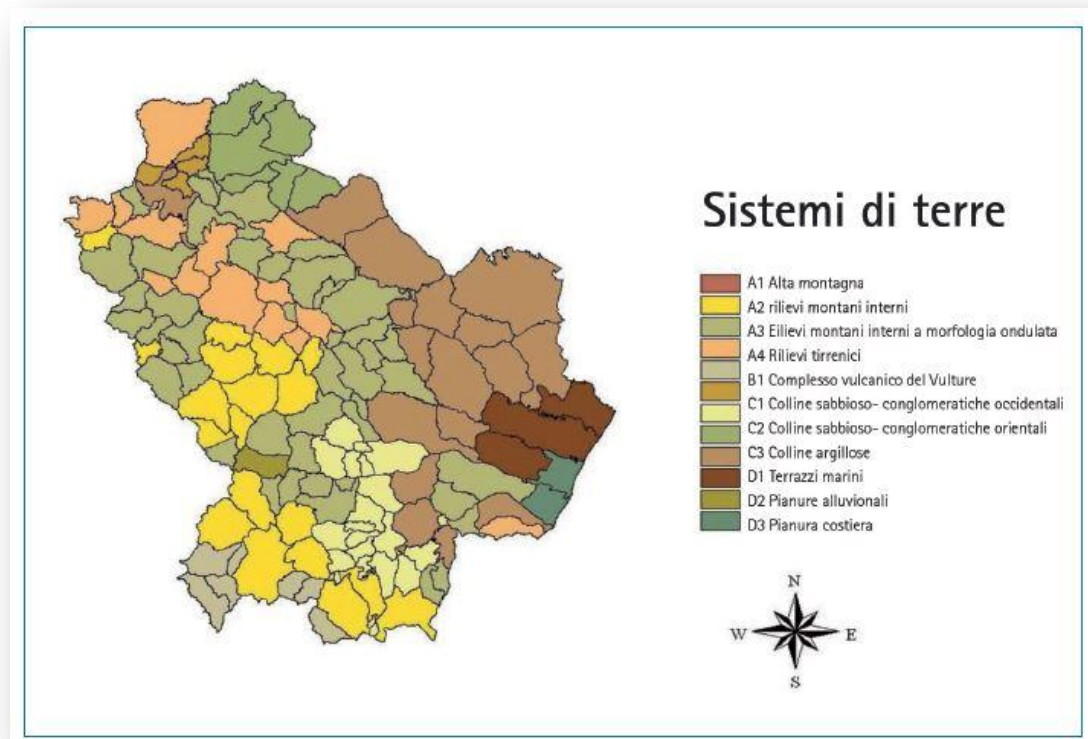 Sistemi di terre
A1 Alta montagna
A2 rilievi montani interni
A3 Eilievi montani interni a morfologia ondulata
A4 Rilievi tirrenici
B1 Complesso vulcanico del Vulture
C1 Colline sabbioso- conglomeratiche occidentali
C2 Colline sabbioso- conglomeratiche orientali
C3 Colline argillose
D1 Terrazzi marini
D2 Pianure alluvionali
D3 Pianura costiera
N
W E
S